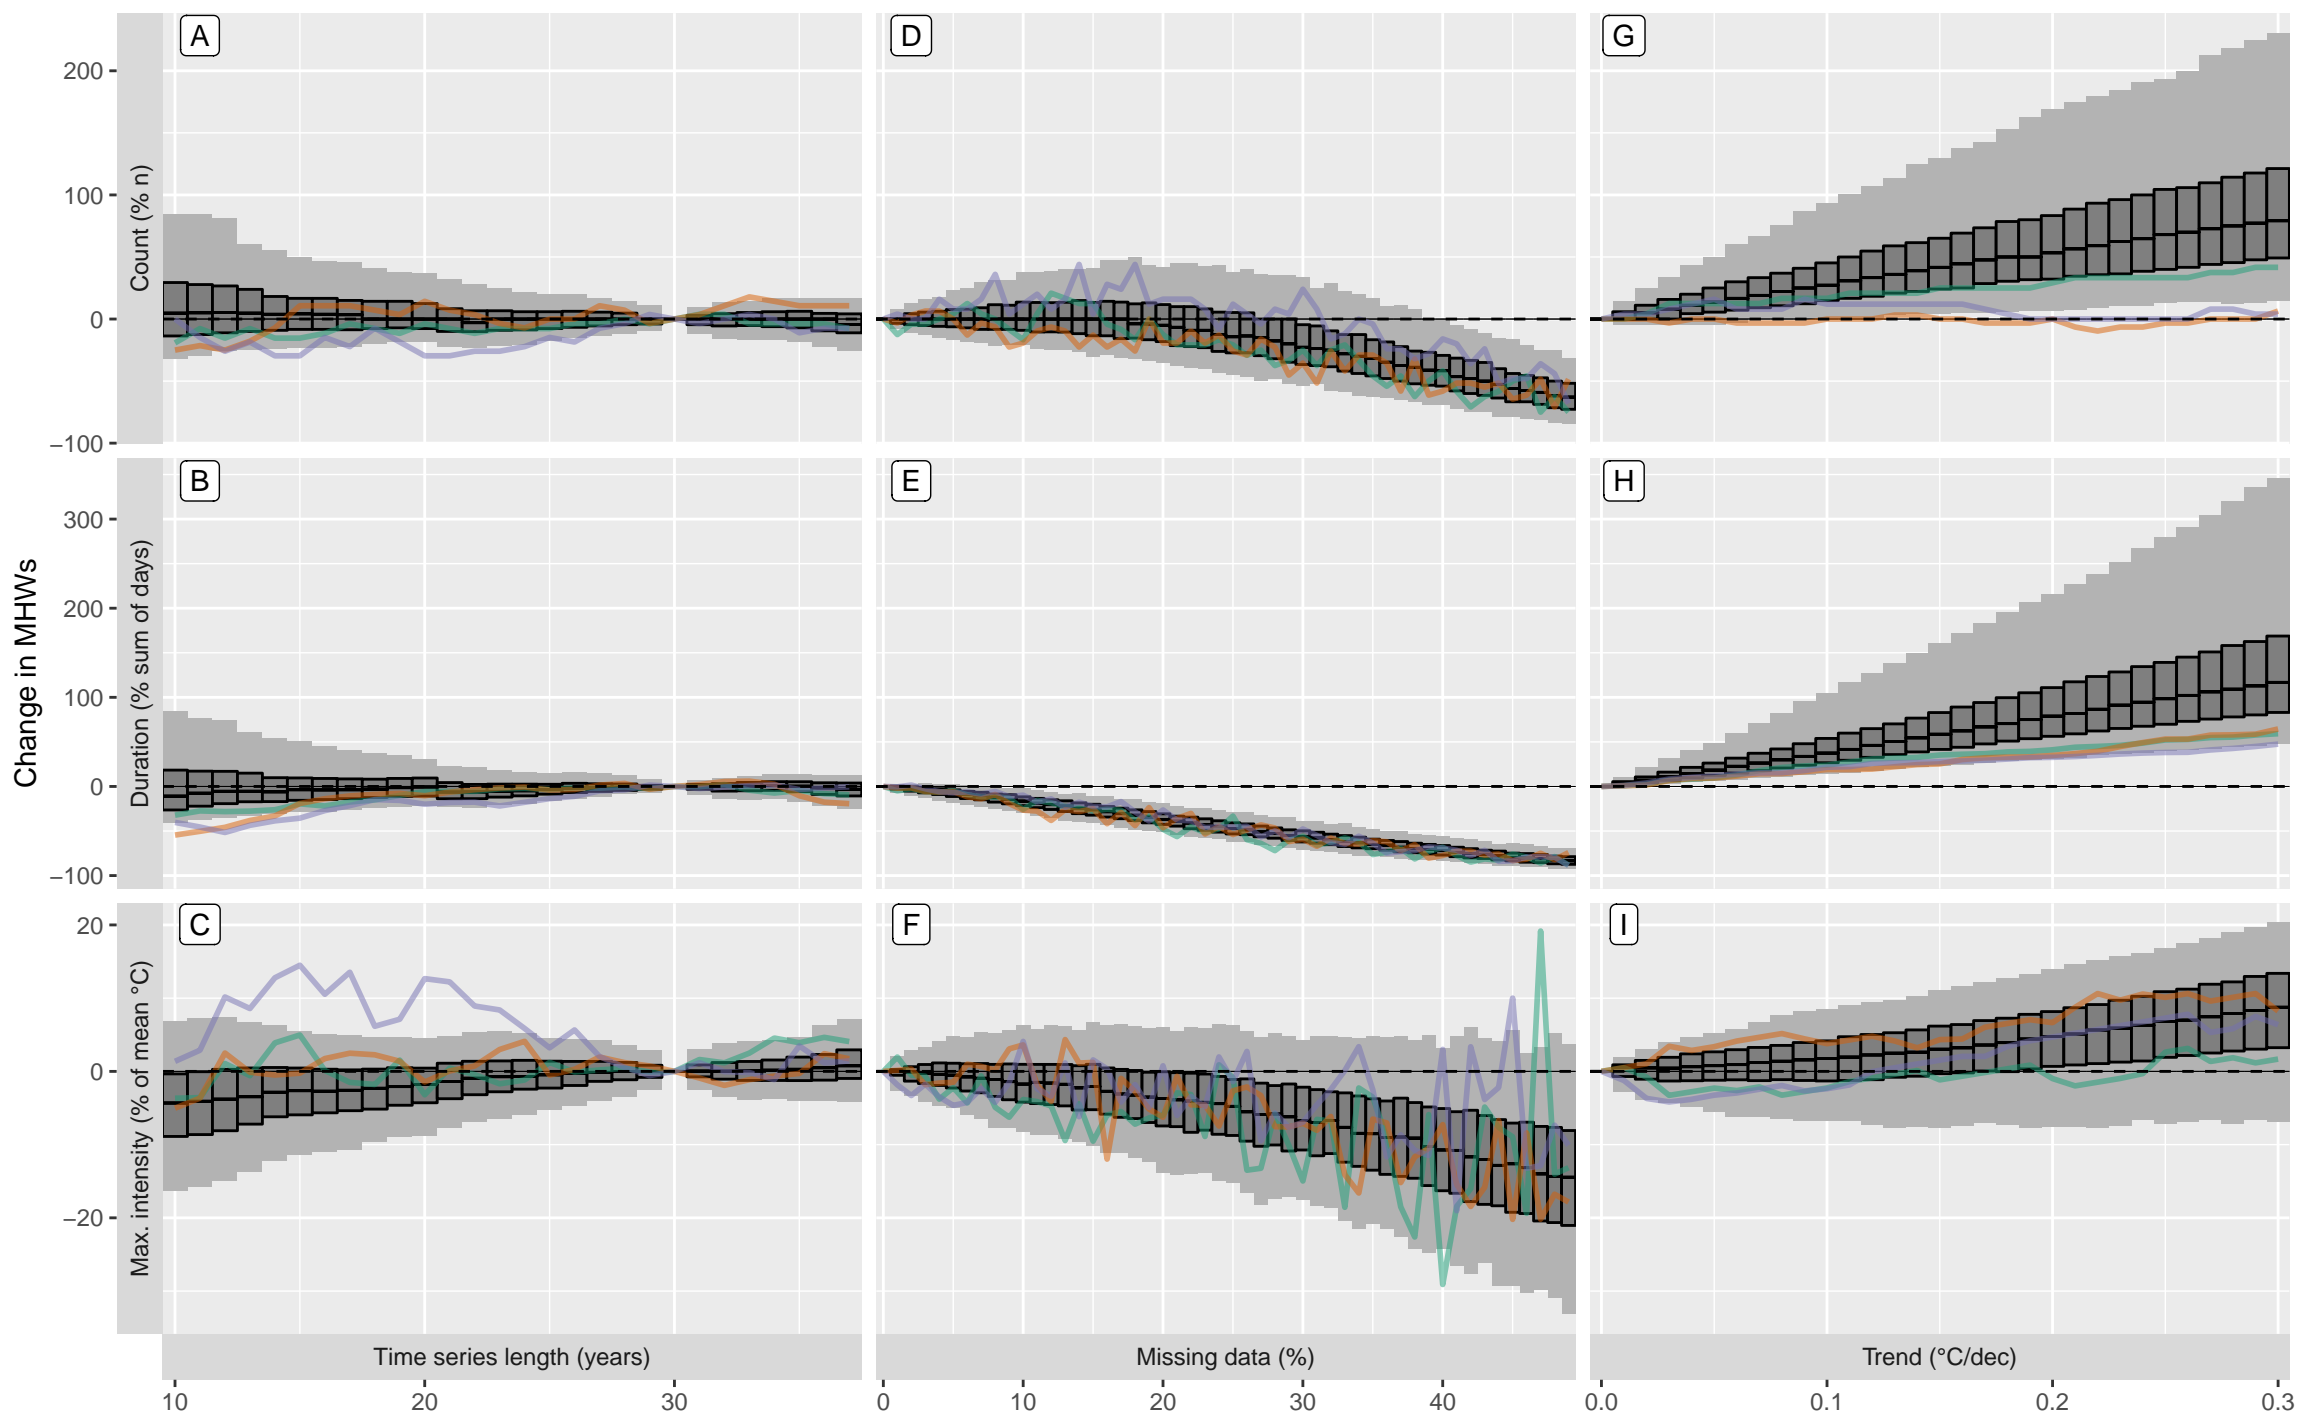 A
D
G
200
100
0
−100
Count (% n)
B
E
H
300
200
100
0
−100
Duration (% sum of days)
Change in MHWs
C
F
I
20
0
−20
Max. intensity (% of mean °C)
Time series length (years)
Missing data (%)
Trend (°C/dec)
10 20 30
0 10 20 30 40
0.0 0.1 0.2 0.3